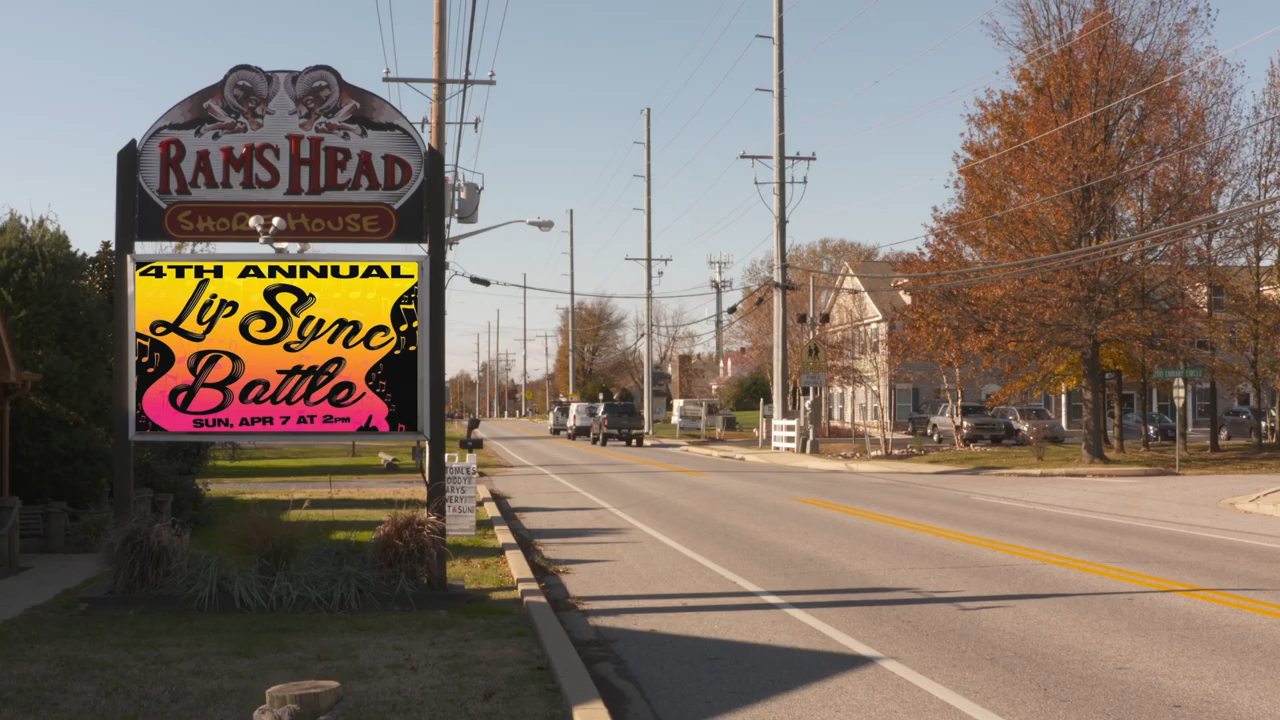 RAMS HEAD
SHORE HOUSE
4TH ANNUAL
Lip Sync
Battle
SUN, APR 7 AT 2PM